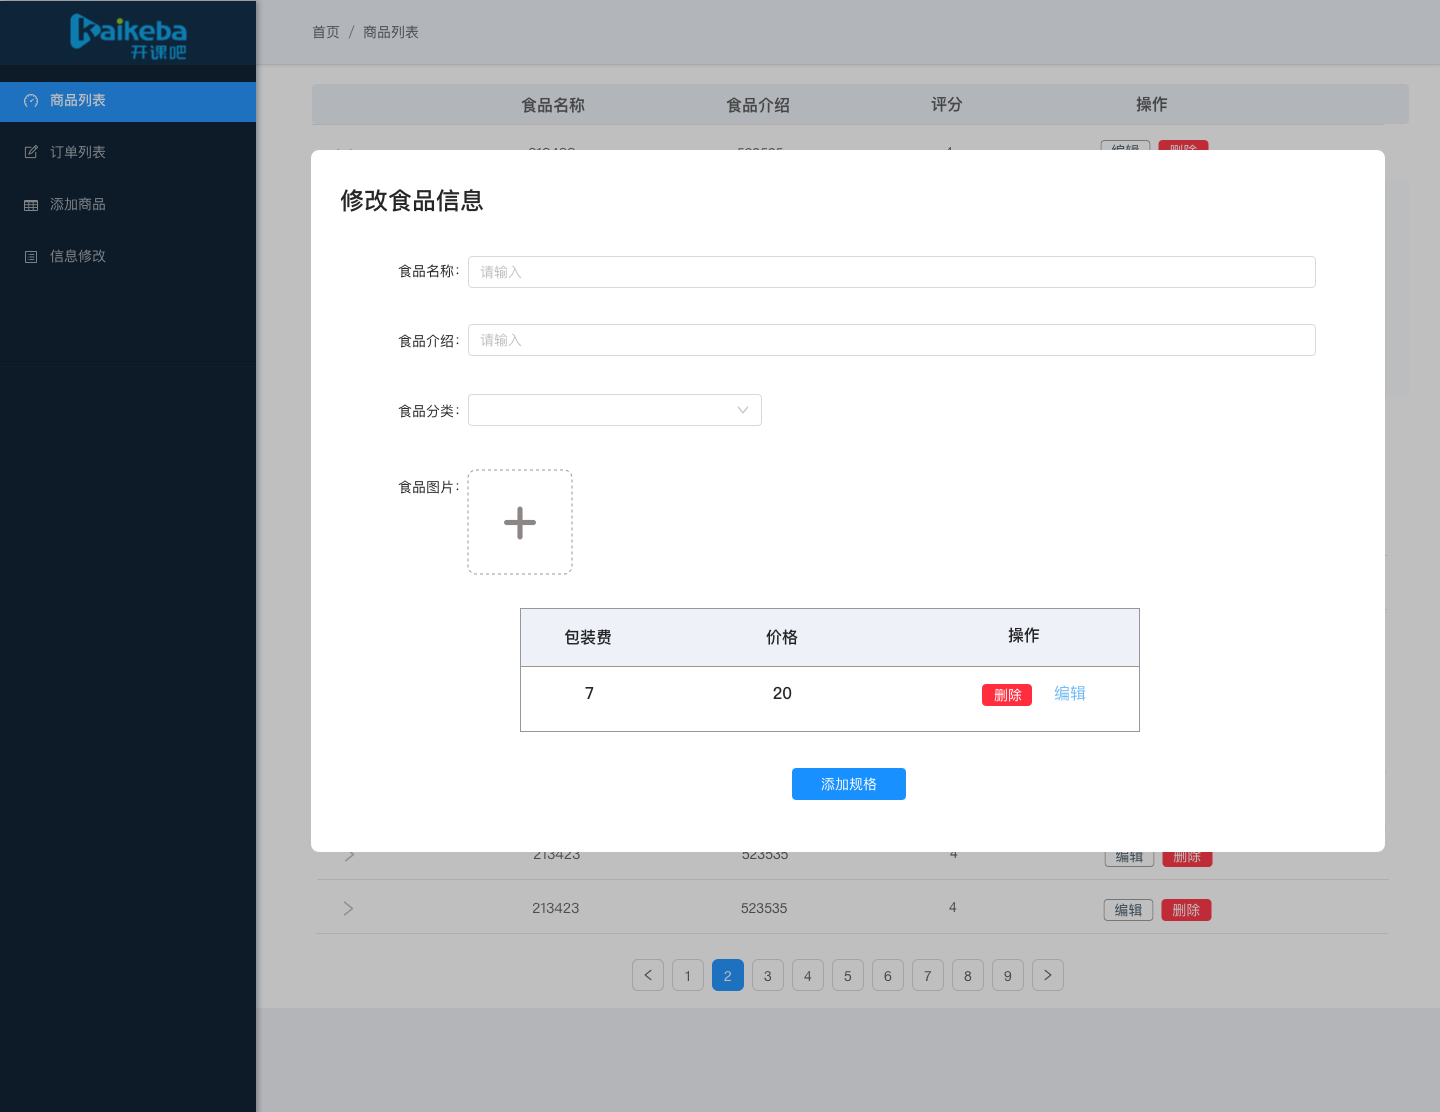 aikeba
开课吧
商品列表
订单列表
添加商品
信息修改
首页 / 商品列表
食品名称 食品介绍 评分 操作
213423 523535 4 编辑 删除
修改食品信息
食品名称: 请输入
食品介绍: 请输入
食品分类:
食品图片:
包装费 价格 操作
7 20 删除 编辑
添加规格
213423 523535 4 编辑 删除
213423 523535 4 编辑 删除
< 1 2 3 4 5 6 7 8 9 >